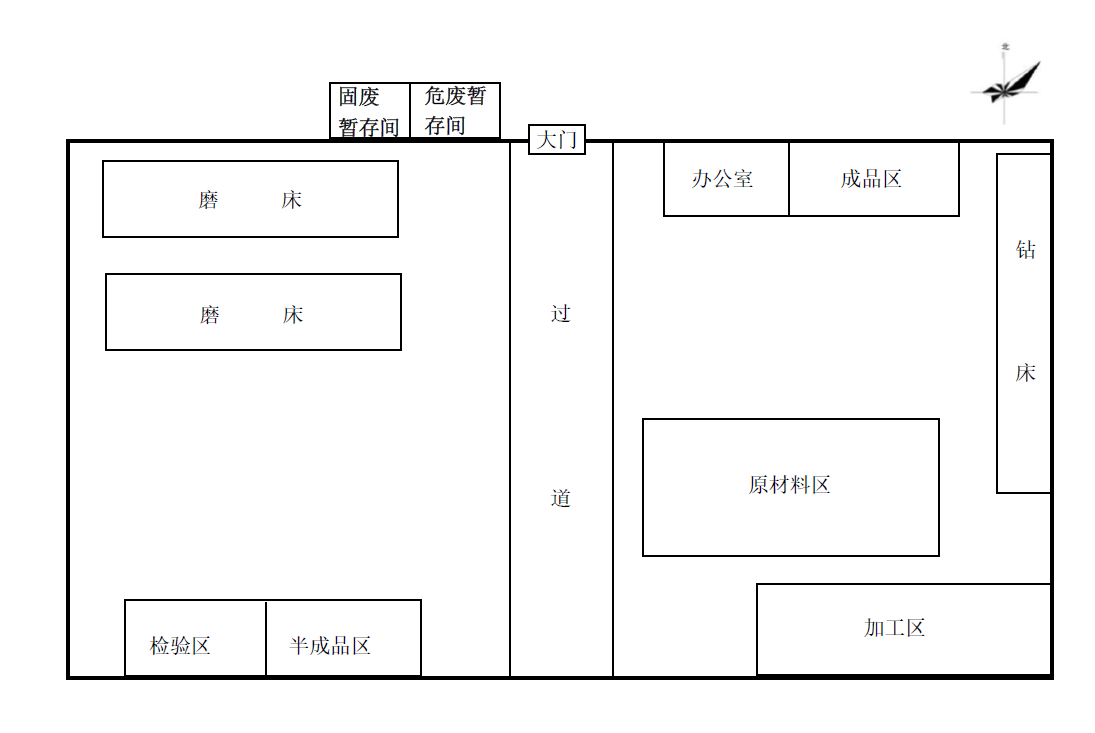 北
固废
暂存间
危废暂
存间
大门
磨 床
办公室
成品区
钻
床
磨 床
过
道
原材料区
加工区
检验区
半成品区